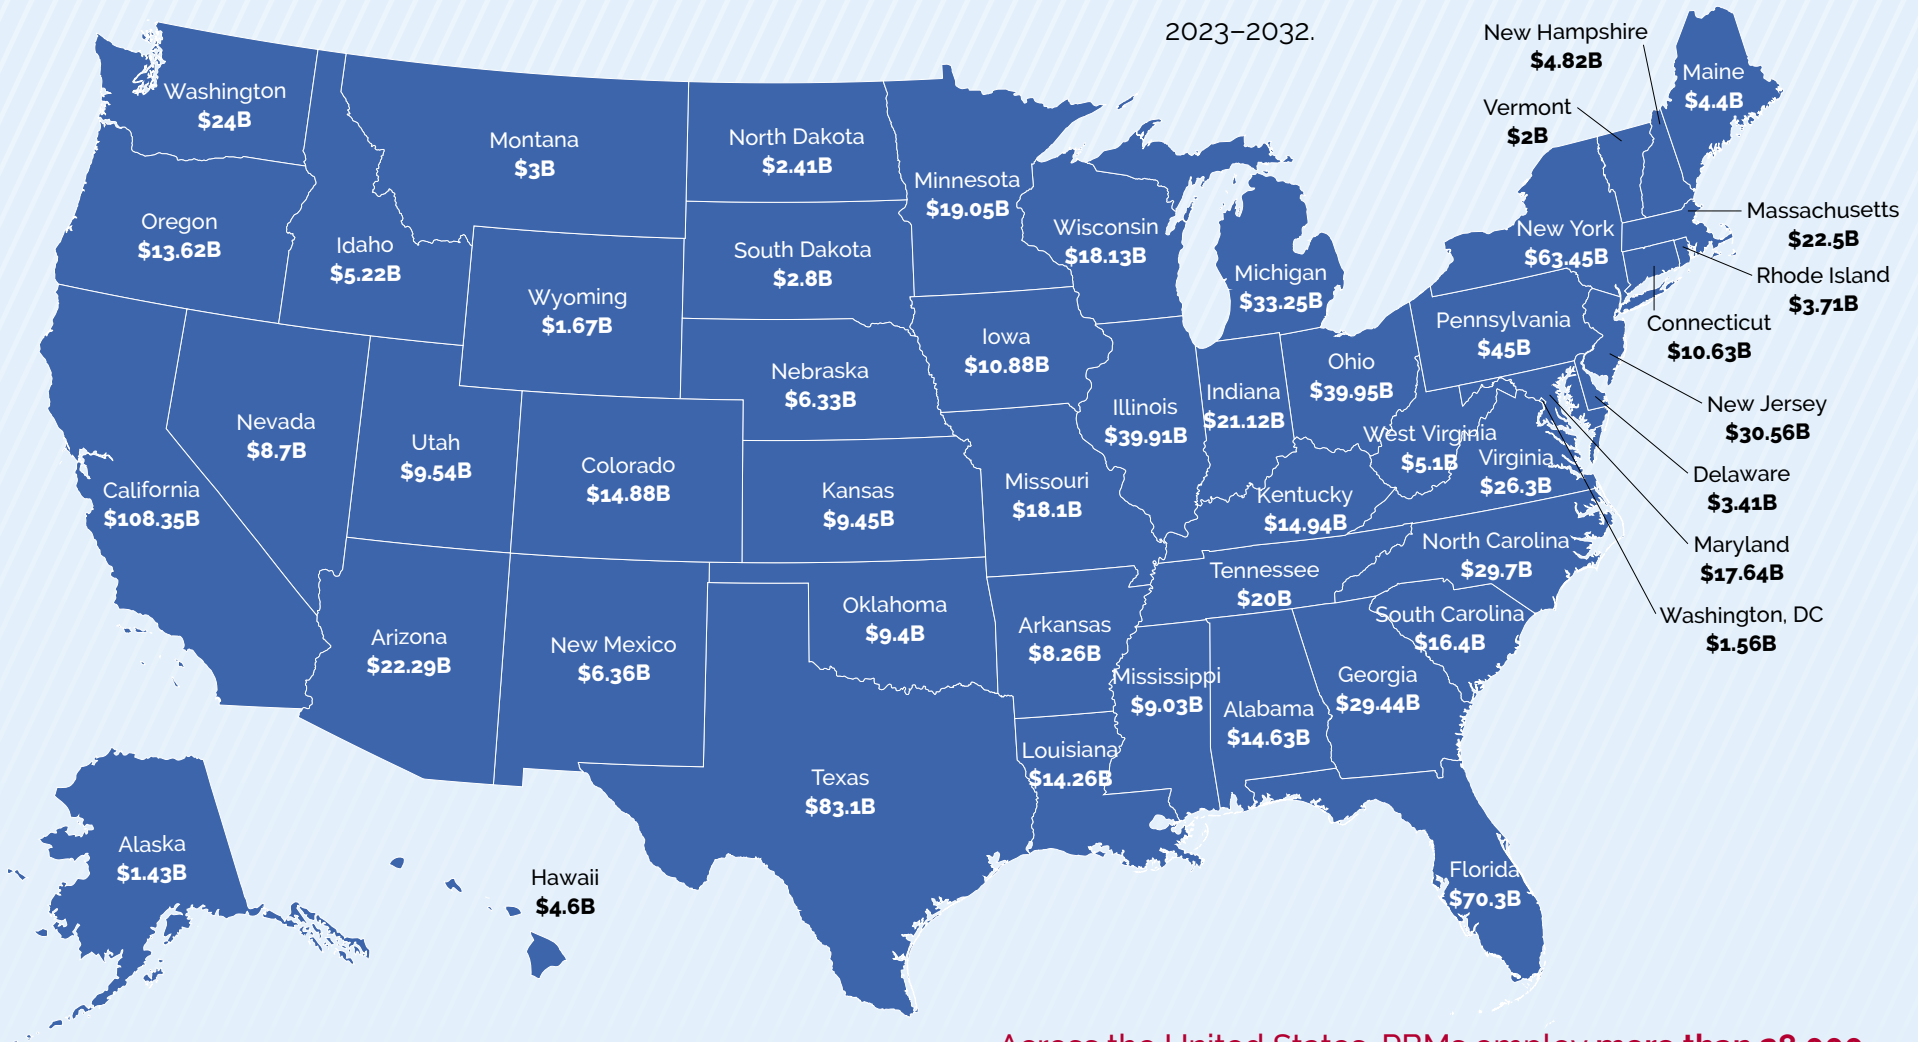 2023–2032.
New Hampshire
$4.82B
Maine
$4.4B
Vermont
$2B
Washington
$24B
Montana
$3B
North Dakota
$2.41B
Minnesota
$19.05B
Oregon
$13.62B
Idaho
$5.22B
South Dakota
$2.8B
Wisconsin
$18.13B
Michigan
$33.25B
New York
$63.45B
Massachusetts
$22.5B
Rhode Island
$3.71B
Connecticut
$10.63B
Wyoming
$1.67B
Iowa
$10.88B
Pennsylvania
$45B
Nebraska
$6.33B
Ohio
$39.95B
Indiana
$21.12B
Illinois
$39.91B
New Jersey
$30.56B
Nevada
$8.7B
Utah
$9.54B
Colorado
$14.88B
West Virginia
$5.1B
Virginia
$26.3B
Delaware
$3.41B
California
$108.35B
Kansas
$9.45B
Missouri
$18.1B
Kentucky
$14.94B
North Carolina
$29.7B
Maryland
$17.64B
Tennessee
$20B
Washington, DC
$1.56B
Oklahoma
$9.4B
Arkansas
$8.26B
South Carolina
$16.4B
Arizona
$22.29B
New Mexico
$6.36B
Mississippi
$9.03B
Alabama
$14.63B
Georgia
$29.44B
Louisiana
$14.26B
Texas
$83.1B
Alaska
$1.43B
Hawaii
$4.6B
Florida
$70.3B
Across the United States, PBMs employ more than